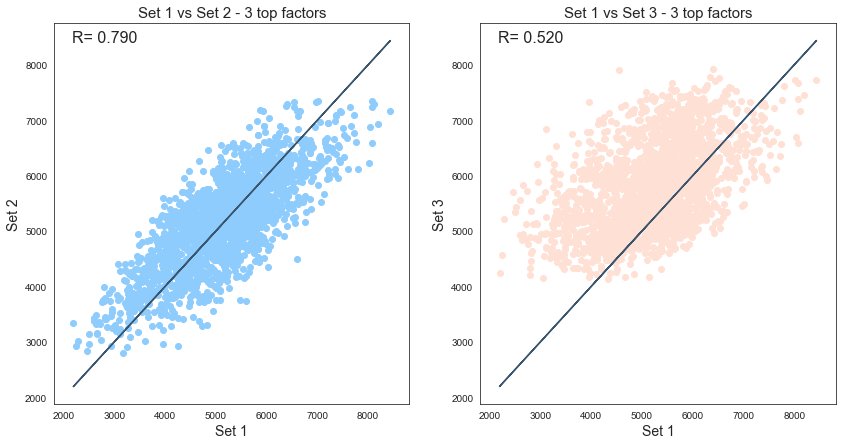 Set 1 vs Set 2 - 3 top factors
R= 0.790
8000
7000
6000
5000
4000
3000
2000
Set 2
2000 3000 4000 5000 6000 7000 8000
Set 1
Set 1 vs Set 3 - 3 top factors
R= 0.520
8000
7000
6000
5000
4000
3000
2000
Set 3
2000 3000 4000 5000 6000 7000 8000
Set 1